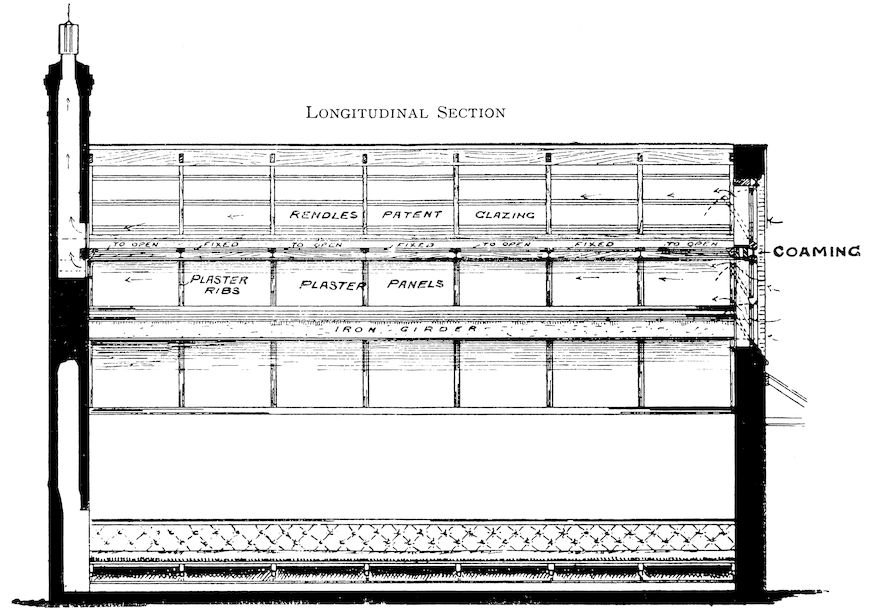 LONGITUDINAL SECTION
RENDLES PATENT GLAZING
TO OPEN FIXED TO OPEN FIXED TO OPEN FIXED TO OPEN
COAMING
PLASTER
RIBS
PLASTER PANELS
IRON GIRDER